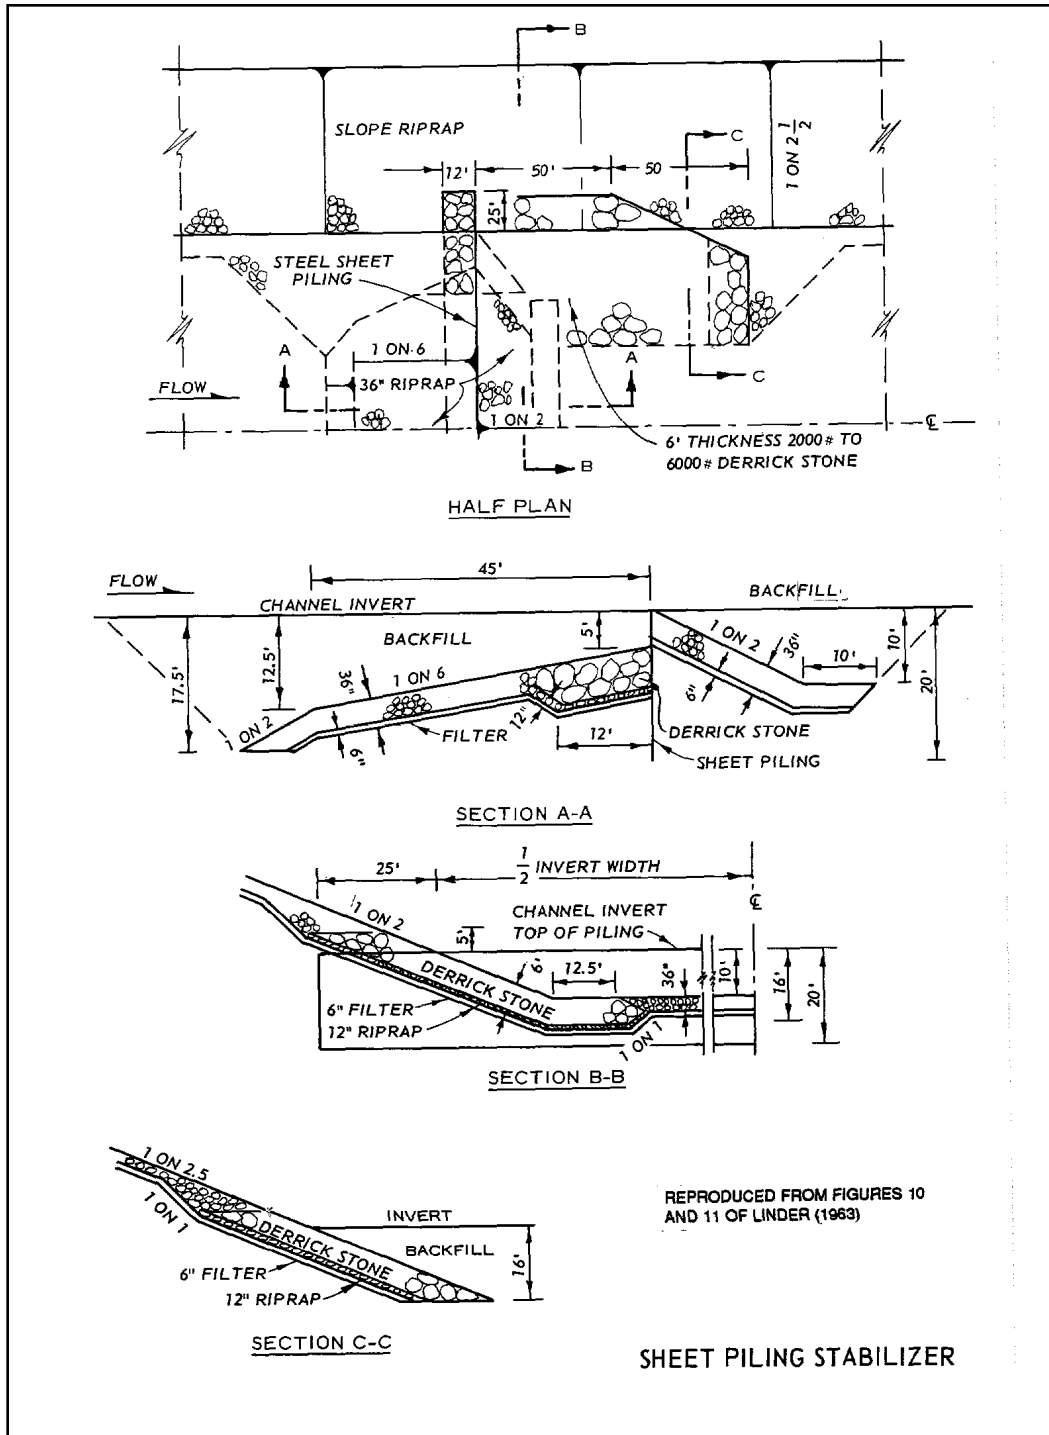 B
SLOPE RIPRAP
1 ON 2 1/2
C
12'
50'
50
25'
STEEL SHEET
PILING
A
1 ON 6
A
FLOW
36" RIPRAP
C
1 ON 2
℄
6' THICKNESS 2000# TO
6000# DERRICK STONE
B
HALF PLAN
45'
FLOW
BACKFILL
CHANNEL INVERT
BACKFILL
5'
1 ON 2
36"
10'
10'
20'
17.5'
12.5'
36"
1 ON 6
6"
1 ON 2
FILTER
6"
12"
12'
DERRICK STONE
SHEET PILING
SECTION A-A
25'
1/2 INVERT WIDTH
℄
1 ON 2
5'
CHANNEL INVERT
TOP OF PILING
6'
12.5'
36"
10'
16'
20'
DERRICK STONE
6" FILTER
12" RIPRAP
1 ON 1
SECTION B-B
1 ON 2.5
1 ON 1
INVERT
DERRICK STONE
BACKFILL
16'
6" FILTER
12" RIPRAP
SECTION C-C
REPRODUCED FROM FIGURES 10
AND 11 OF LINDER (1963)
SHEET PILING STABILIZER